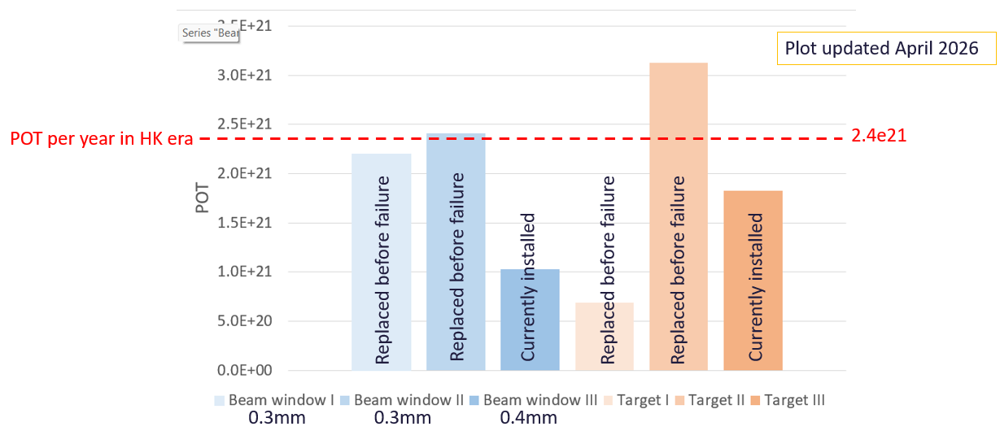 3.5E+21
Series "Bear
Plot updated April 2026
3.0E+21
2.5E+21
POT per year in HK era
2.4e21
2.0E+21
POT
1.5E+21
1.0E+21
5.0E+20
0.0E+00
Replaced before failure
Replaced before failure
Currently installed
Replaced before failure
Replaced before failure
Currently installed
Beam window I Beam window II Beam window III Target I Target II Target III
0.3mm 0.3mm 0.4mm